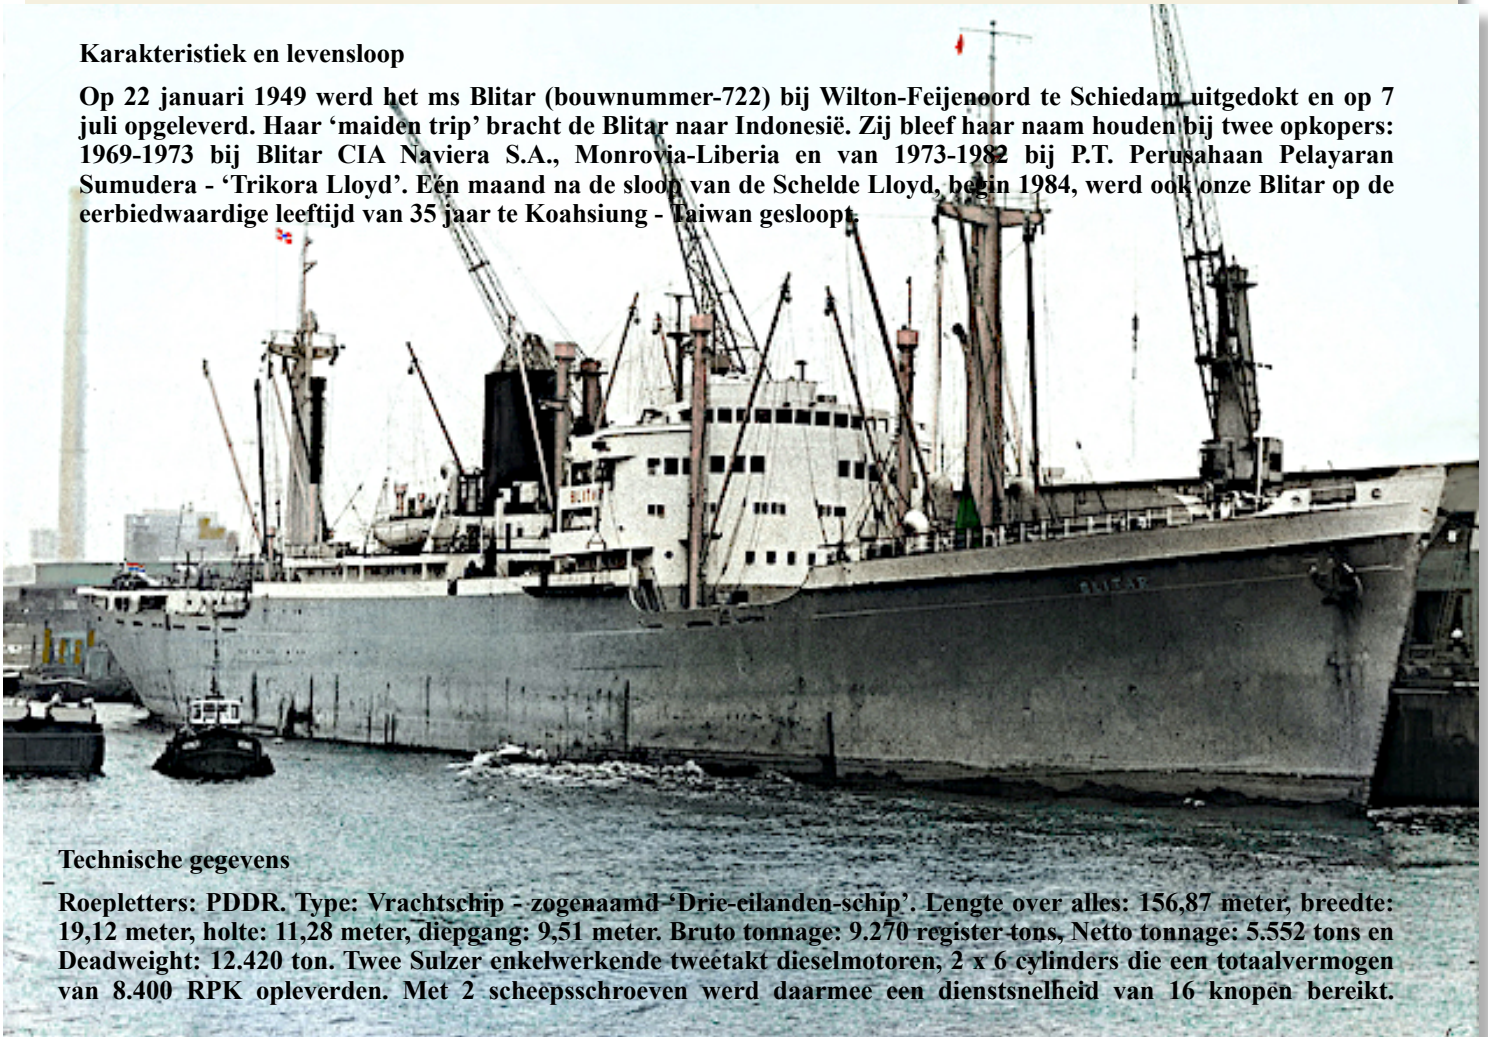 Karakteristiek en levensloop
Op 22 januari 1949 werd het ms Blitar (bouwnummer-722) bij Wilton-Feijenoord te Schiedam uitgedokt en op 7
juli opgeleverd. Haar ‘maiden trip’ bracht de Blitar naar Indonesië. Zij bleef haar naam houden bij twee opkopers:
1969-1973 bij Blitar CIA Naviera S.A., Monrovia-Liberia en van 1973-1982 bij P.T. Perusahaan Pelayaran
Sumudera - ‘Trikora Lloyd’. Eén maand na de sloop van de Schelde Lloyd, begin 1984, werd ook onze Blitar op de
eerbiedwaardige leeftijd van 35 jaar te Koahsiung - Taiwan gesloopt.
BLITAR
BLITAR
Technische gegevens
Roepletters: PDDR. Type: Vrachtschip - zogenaamd ‘Drie-eilanden-schip’. Lengte over alles: 156,87 meter, breedte:
19,12 meter, holte: 11,28 meter, diepgang: 9,51 meter. Bruto tonnage: 9.270 register tons, Netto tonnage: 5.552 tons en
Deadweight: 12.420 ton. Twee Sulzer enkelwerkende tweetakt dieselmotoren, 2 x 6 cylinders die een totaalvermogen
van 8.400 RPK opleverden. Met 2 scheepsschroeven werd daarmee een dienstsnelheid van 16 knopen bereikt.